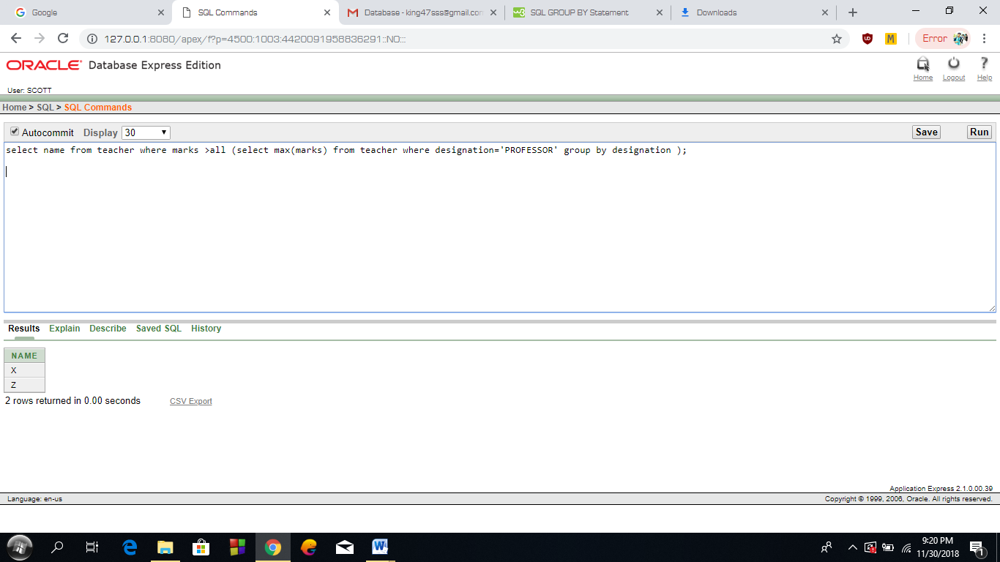 Google
SQL Commands
Database - king47sss@gmail.com
SQL GROUP BY Statement
Downloads
127.0.0.1:8080/apex/f?p=4500:1003:4420091958836291::NO:::
Error
ORACLE Database Express Edition
Home
Logout
Help
User: SCOTT
Home > SQL > SQL Commands
Autocommit Display 30 Save Run
select name from teacher where marks >all (select max(marks) from teacher where designation='PROFESSOR' group by designation );
Results Explain Describe Saved SQL History
NAME
X
Z
2 rows returned in 0.00 seconds CSV Export
Application Express 2.1.0.00.39
Language: en-us Copyright © 1999, 2006, Oracle. All rights reserved.
9:20 PM
11/30/2018
1